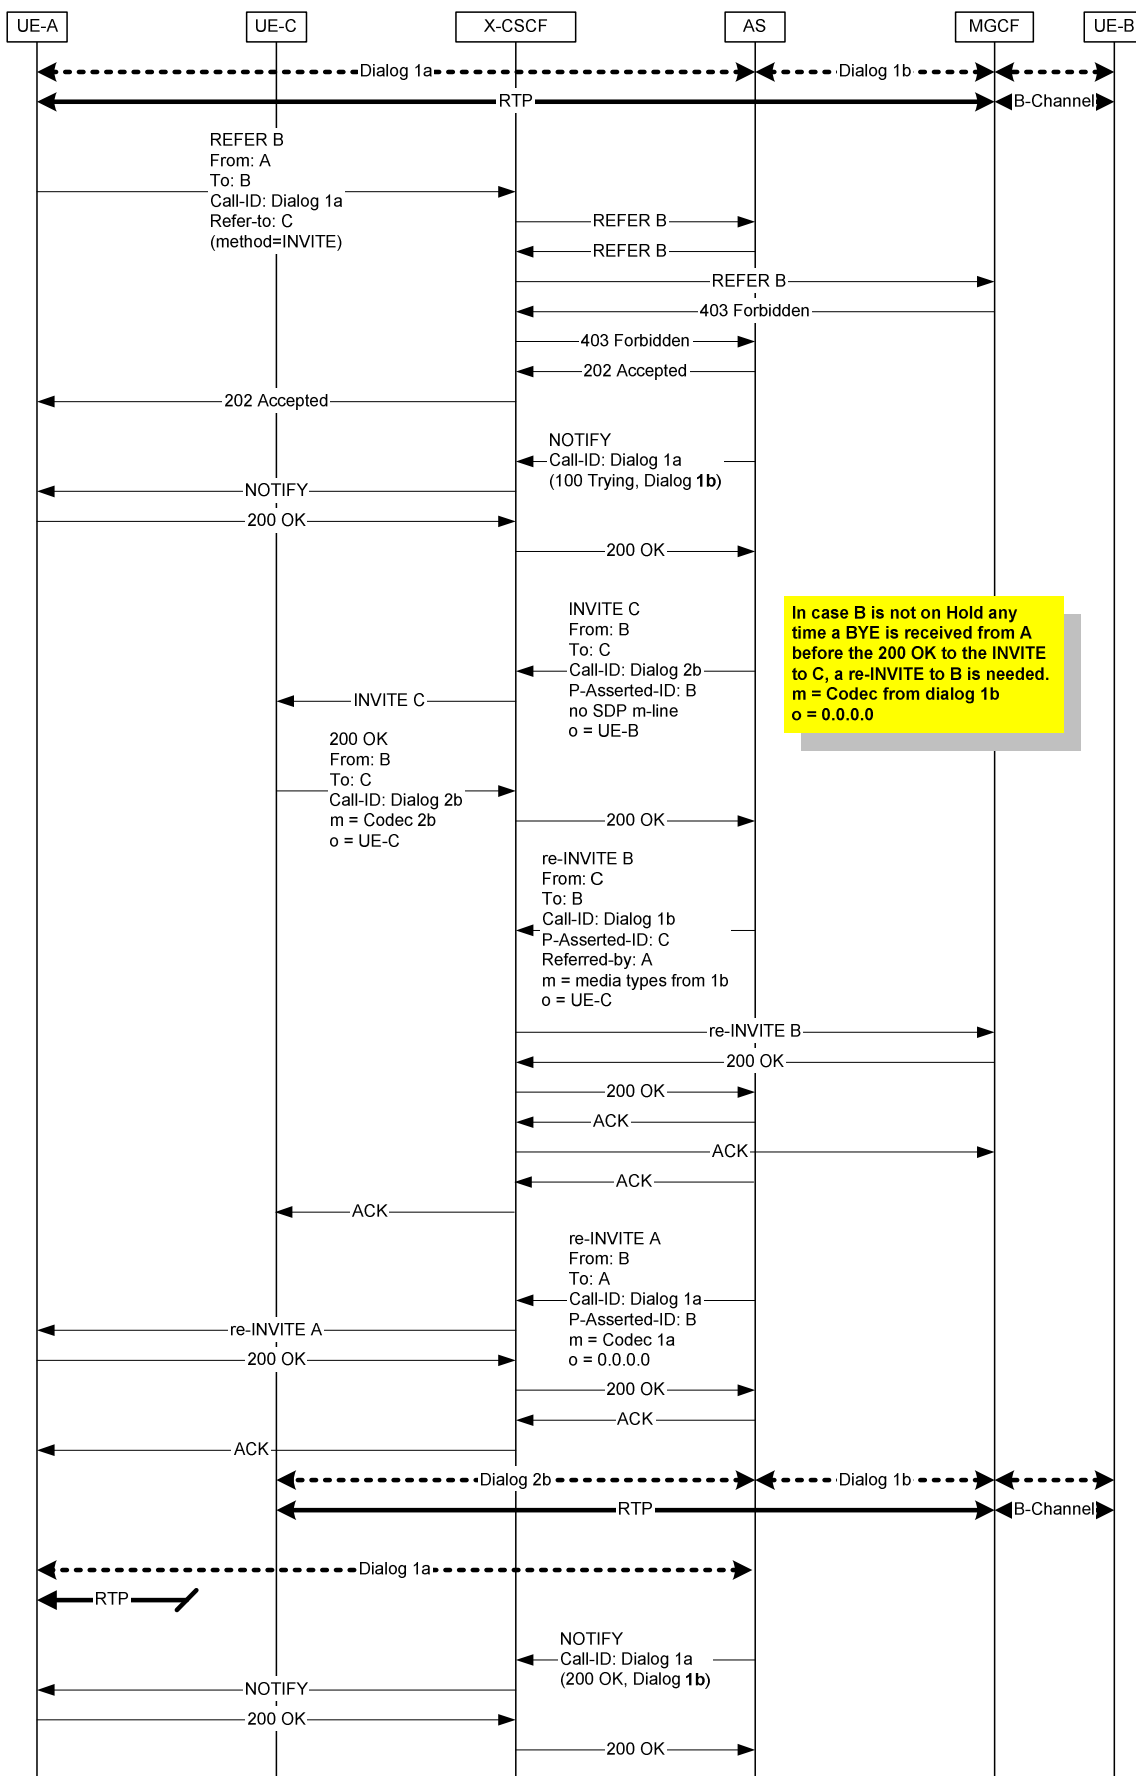 UE-A
UE-C
X-CSCF
AS
MGCF
UE-B
Dialog 1a
Dialog 1b
RTP
B-Channel
REFER B
From: A
To: B
Call-ID: Dialog 1a
Refer-to: C
(method=INVITE)
REFER B
REFER B
REFER B
403 Forbidden
403 Forbidden
202 Accepted
202 Accepted
NOTIFY
Call-ID: Dialog 1a
(100 Trying, Dialog 1b)
NOTIFY
200 OK
200 OK
INVITE C
From: B
To: C
Call-ID: Dialog 2b
P-Asserted-ID: B
no SDP m-line
o = UE-B
In case B is not on Hold any
time a BYE is received from A
before the 200 OK to the INVITE
to C, a re-INVITE to B is needed.
m = Codec from dialog 1b
o = 0.0.0.0
INVITE C
200 OK
From: B
To: C
Call-ID: Dialog 2b
m = Codec 2b
o = UE-C
200 OK
re-INVITE B
From: C
To: B
Call-ID: Dialog 1b
P-Asserted-ID: C
Referred-by: A
m = media types from 1b
o = UE-C
re-INVITE B
200 OK
200 OK
ACK
ACK
ACK
ACK
re-INVITE A
From: B
To: A
Call-ID: Dialog 1a
P-Asserted-ID: B
m = Codec 1a
o = 0.0.0.0
re-INVITE A
200 OK
200 OK
ACK
ACK
Dialog 2b
Dialog 1b
RTP
B-Channel
Dialog 1a
RTP
NOTIFY
Call-ID: Dialog 1a
(200 OK, Dialog 1b)
NOTIFY
200 OK
200 OK